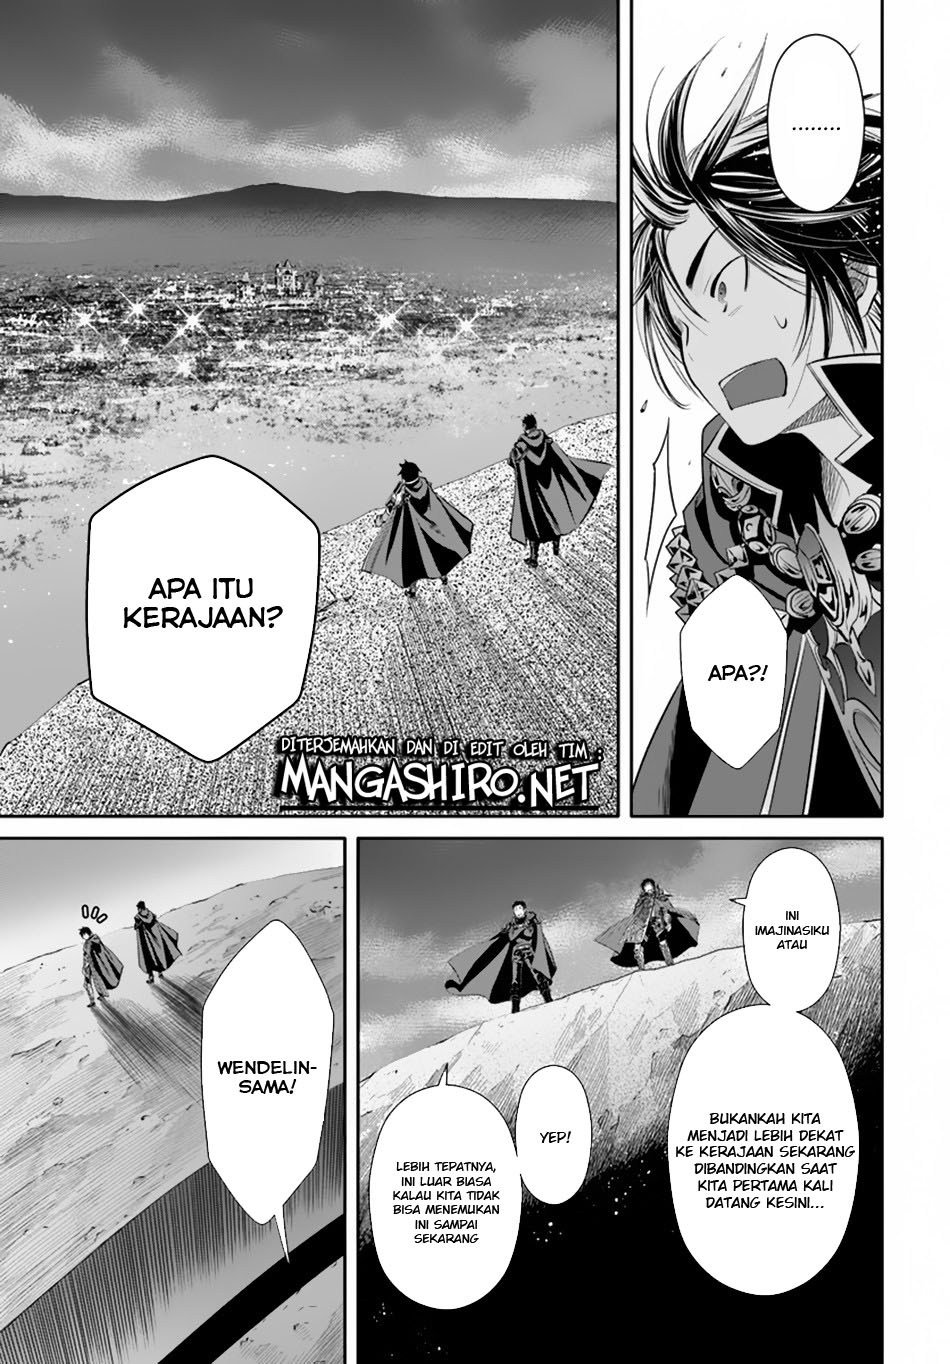 ........
APA?!
APA ITU
KERAJAAN?
DITERJEMAHKAN DAN DI EDIT OLEH TIM :
MANGASHIRO.NET
INI
IMAJINASIKU
ATAU
BUKANKAH KITA
MENJADI LEBIH DEKAT
KE KERAJAAN SEKARANG
DIBANDINGKAN SAAT
KITA PERTAMA KALI
DATANG KESINI...
YEP!
LEBIH TEPATNYA,
INI LUAR BIASA
KALAU KITA TIDAK
BISA MENEMUKAN
INI SAMPAI
SEKARANG
WENDELIN-
SAMA!